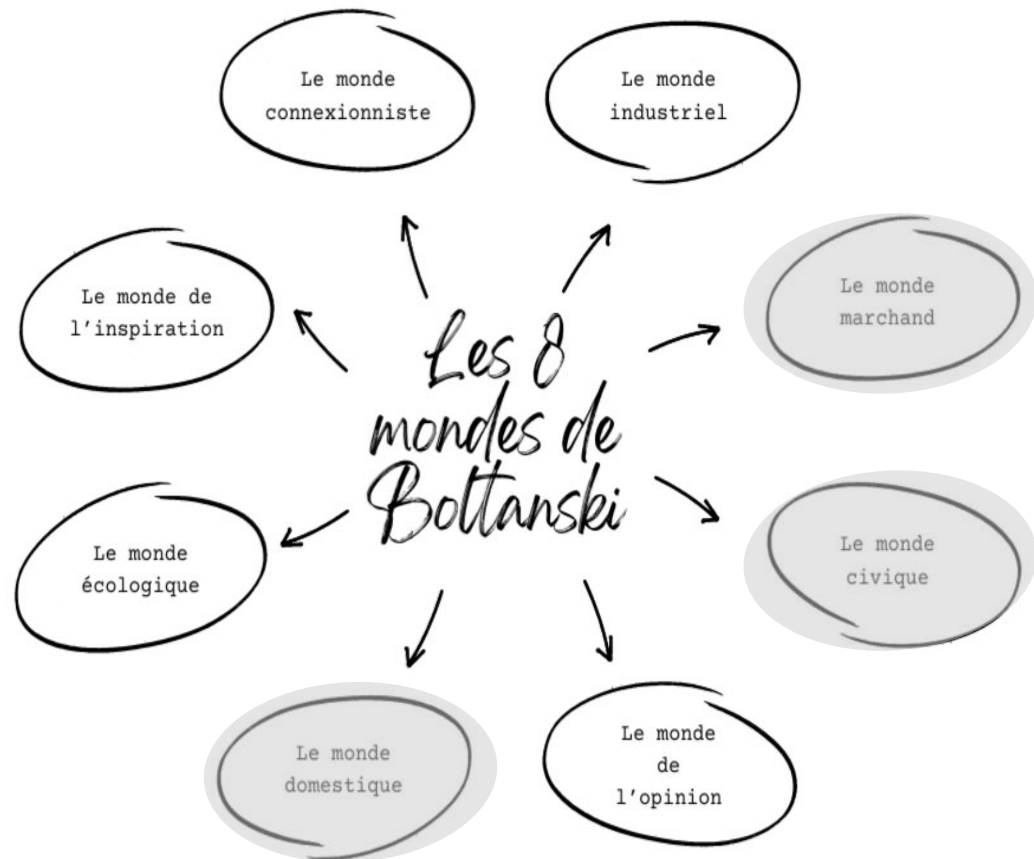 Le monde
connexionniste
Le monde
industriel
Le monde
marchand
Le monde de
l'inspiration
Les 8
mondes de
Boltanski
Le monde
civique
Le monde
écologique
Le monde
domestique
Le monde
de
l'opinion